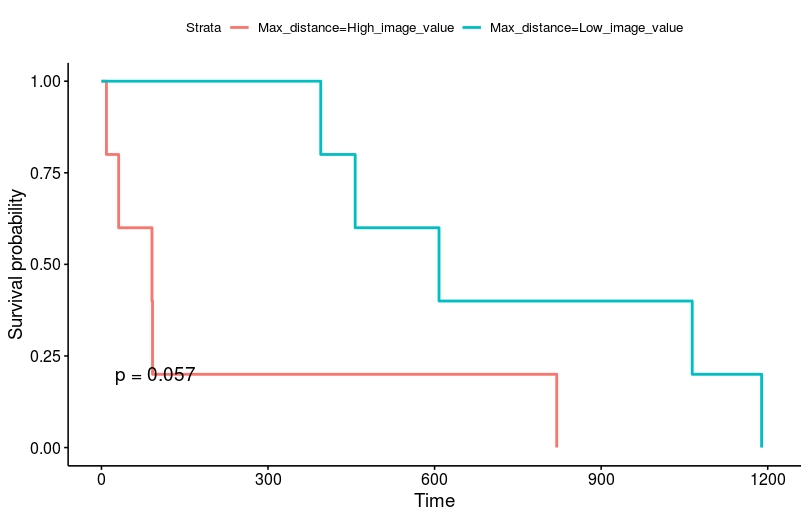 Strata Max_distance=High_image_value Max_distance=Low_image_value
Survival probability
1.00
0.75
0.50
0.25
0.00
p = 0.057
0 300 600 900 1200
Time